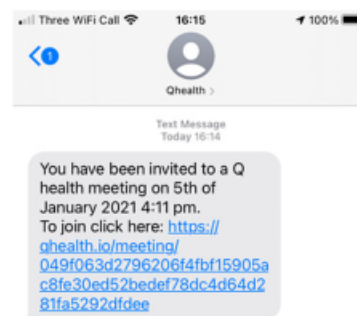 Three WiFi Call 16:15 100%
1
Qhealth >
Text Message
Today 16:14
You have been invited to a Q
health meeting on 5th of
January 2021 4:11 pm.
To join click here: https://
qhealth.io/meeting/
049f063d2796206f4fbf15905a
c8fe30ed52bedef78dc4d64d2
81fa5292dfdee